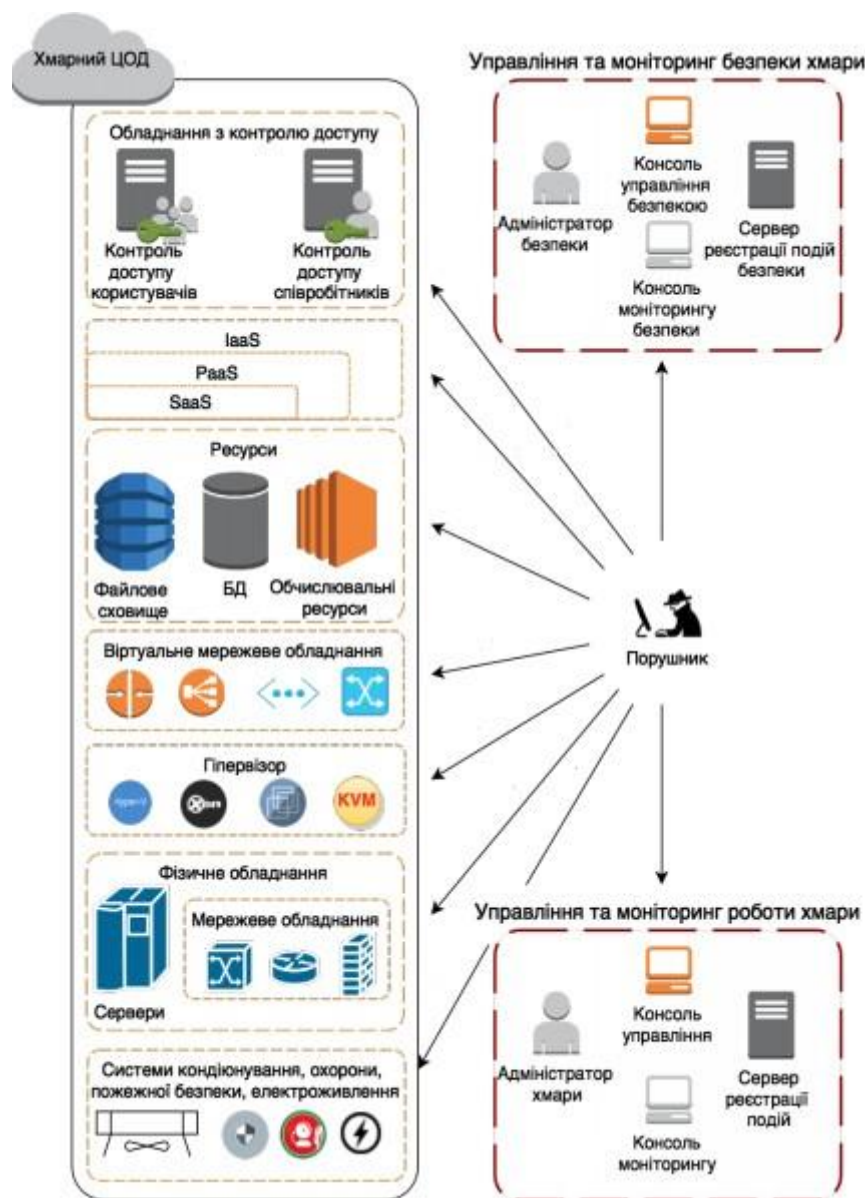 Хмарний ЦОД
Обладнання з контролю доступу
Контроль
доступу
користувачів
Контроль
доступу
співробітників
IaaS
PaaS
SaaS
Ресурси
Файлове
сховище
БД
Обчислювальні
ресурси
Віртуальне мережеве обладнання
Гіпервізор
Hyper-V
Xen
KVM
Фізичне обладнання
Мережеве обладнання
Сервери
Системи кондіюнування, охорони,
пожежної безпеки, електроживлення
Управління та моніторинг безпеки хмари
Адміністратор
безпеки
Консоль
управління
безпекою
Консоль
моніторингу
безпеки
Сервер
реєстрації подій
безпеки
Порушник
Управління та моніторинг роботи хмари
Адміністратор
хмари
Консоль
управління
Консоль
моніторингу
Сервер
реєстрації
подій